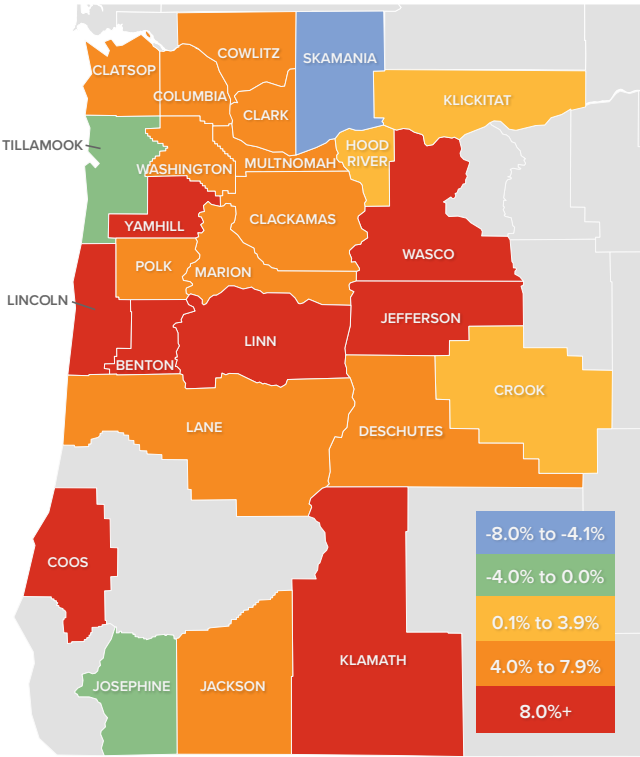 COWLITZ
SKAMANIA
CLATSOP
COLUMBIA
KLICKITAT
CLARK
TILLAMOOK
HOOD
RIVER
WASHINGTON
MULTNOMAH
YAMHILL
CLACKAMAS
WASCO
POLK
MARION
LINCOLN
JEFFERSON
LINN
BENTON
CROOK
LANE
DESCHUTES
COOS
KLAMATH
JOSEPHINE
JACKSON
-8.0% to -4.1%
-4.0% to 0.0%
0.1% to 3.9%
4.0% to 7.9%
8.0%+